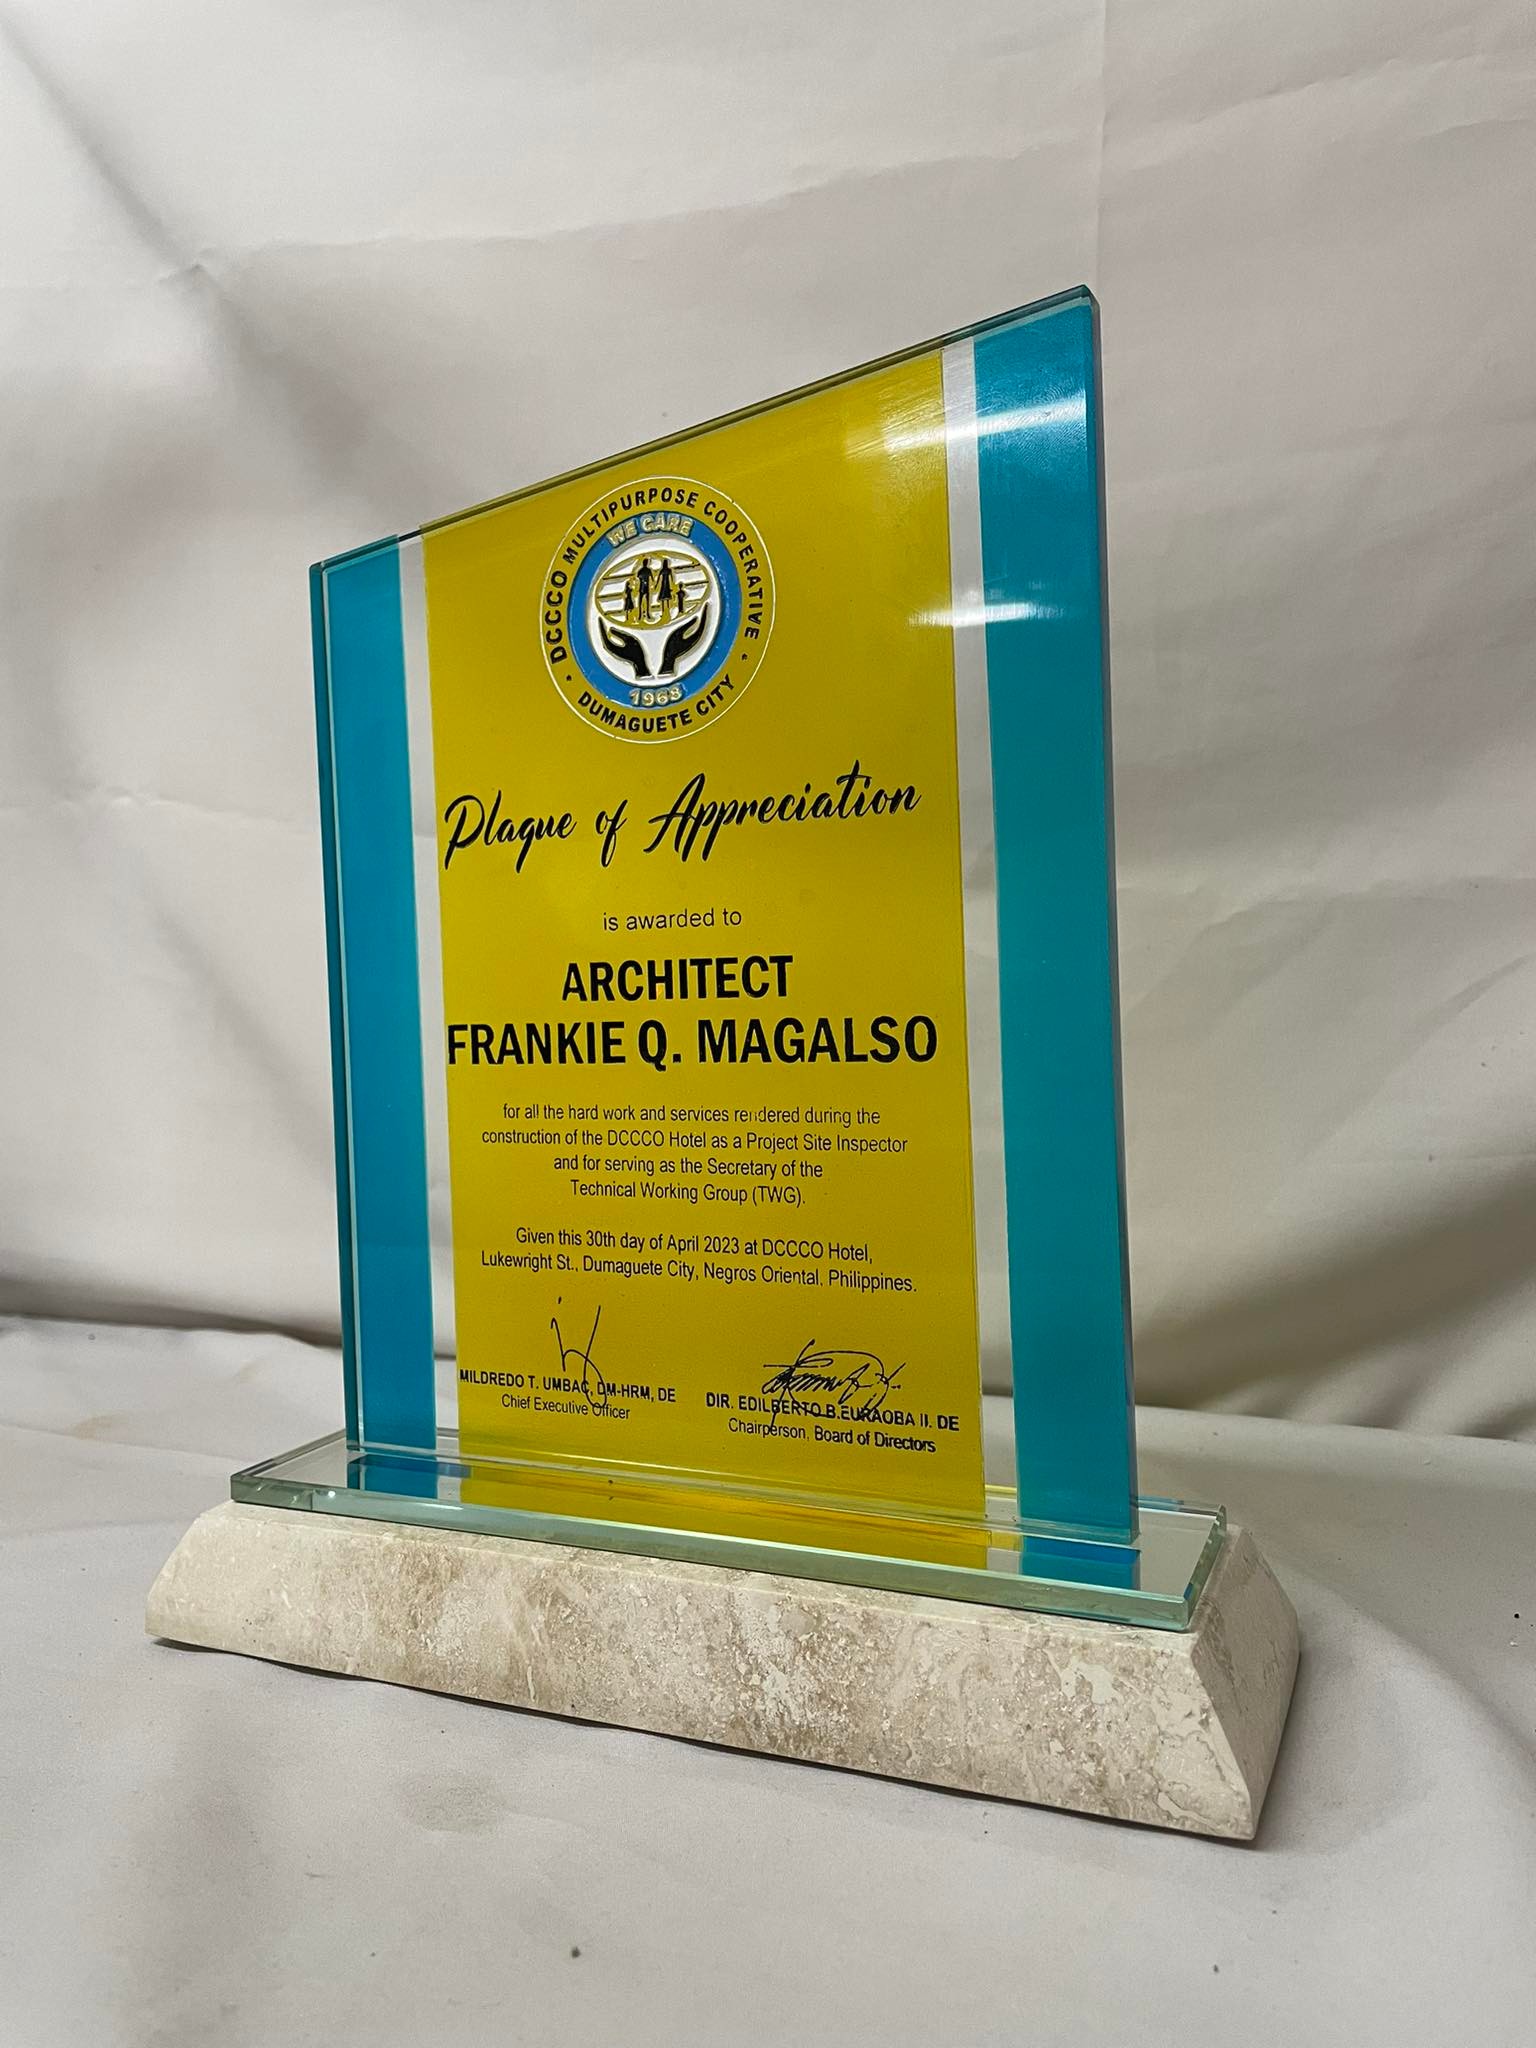 DCCCO MULTIPURPOSE COOPERATIVE
WE CARE
1968
DUMAGUETE CITY
Plaque of Appreciation
is awarded to
ARCHITECT
FRANKIE Q. MAGALSO
for all the hard work and services rendered during the
construction of the DCCCO Hotel as a Project Site Inspector
and for serving as the Secretary of the
Technical Working Group (TWG).
Given this 30th day of April 2023 at DCCCO Hotel,
Lukewright St., Dumaguete City, Negros Oriental, Philippines.
MILDREDO T. UMBAC, DM-HRM, DE
Chief Executive Officer
DIR. EDILBERTO B.EURAOBA II. DE
Chairperson, Board of Directors